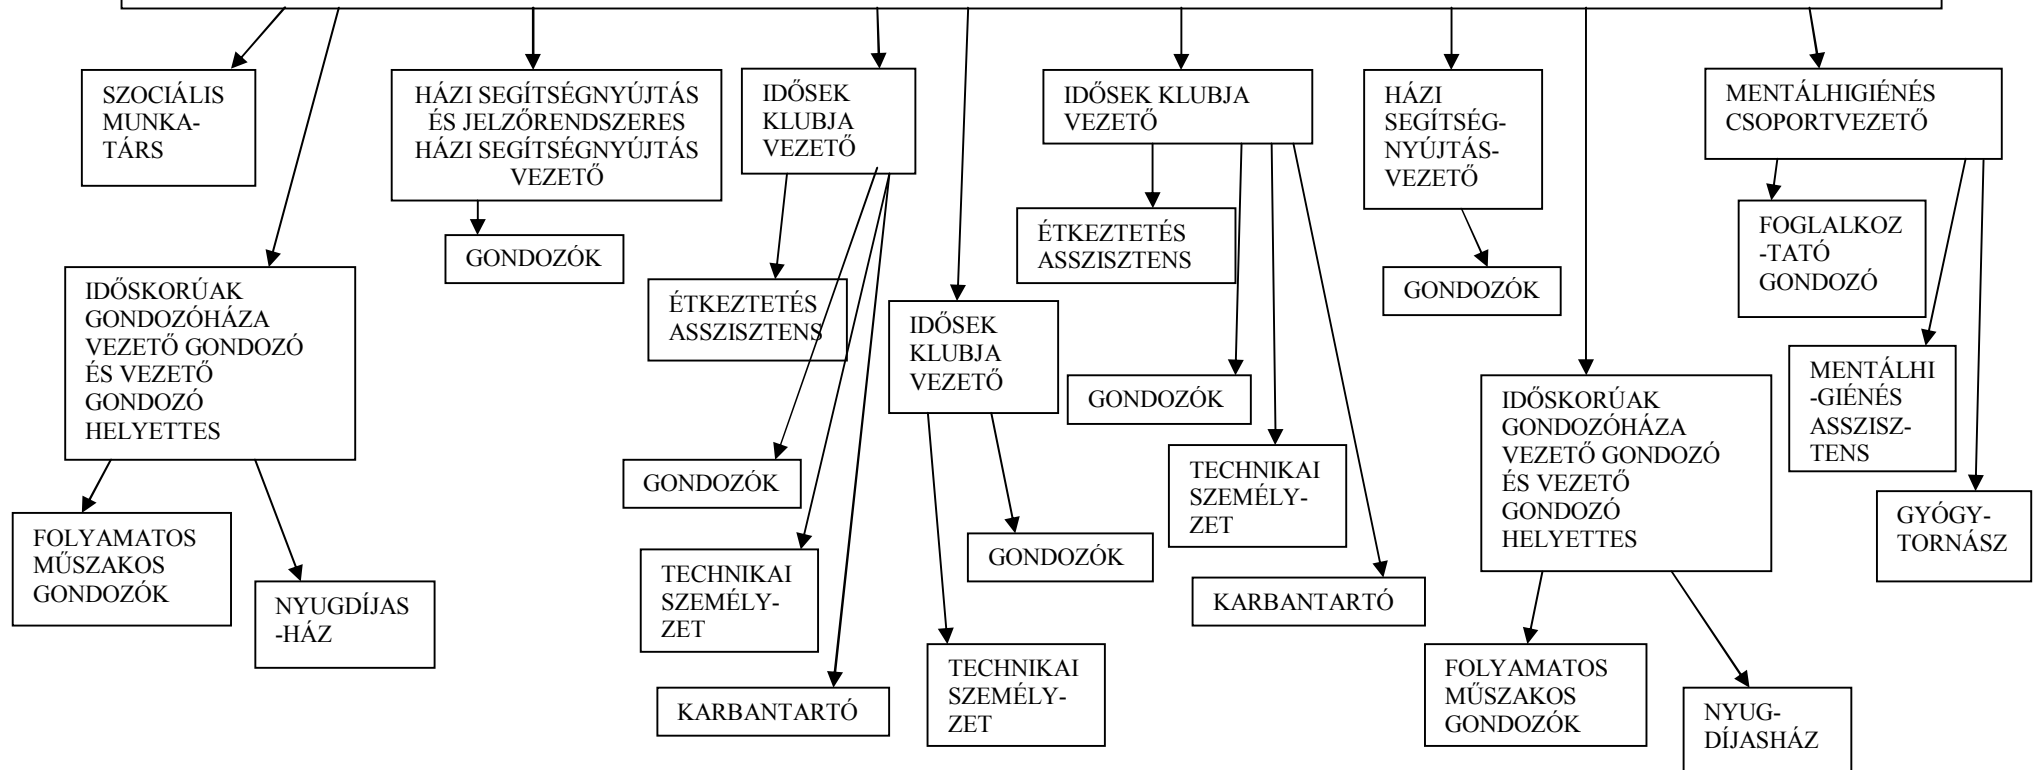 SZOCIÁLIS
MUNKA-
TÁRS
HÁZI SEGÍTSÉGNYÚJTÁS
ÉS JELZŐRENDSZERES
HÁZI SEGÍTSÉGNYÚJTÁS
VEZETŐ
IDŐSEK
KLUBJA
VEZETŐ
IDŐSEK KLUBJA
VEZETŐ
HÁZI
SEGÍTSÉG-
NYÚJTÁS-
VEZETŐ
MENTÁLHIGIÉNÉS
CSOPORTVEZETŐ
GONDOZÓK
ÉTKEZTETÉS
ASSZISZTENS
FOGLALKOZ
-TATÓ
GONDOZÓ
IDŐSKORÚAK
GONDOZÓHÁZA
VEZETŐ GONDOZÓ
ÉS VEZETŐ
GONDOZÓ
HELYETTES
ÉTKEZTETÉS
ASSZISZTENS
IDŐSEK
KLUBJA
VEZETŐ
GONDOZÓK
GONDOZÓK
MENTÁLHI
-GIÉNÉS
ASSZISZ-
TENS
IDŐSKORÚAK
GONDOZÓHÁZA
VEZETŐ GONDOZÓ
ÉS VEZETŐ
GONDOZÓ
HELYETTES
GONDOZÓK
TECHNIKAI
SZEMÉLY-
ZET
GYÓGY-
TORNÁSZ
FOLYAMATOS
MŰSZAKOS
GONDOZÓK
GONDOZÓK
TECHNIKAI
SZEMÉLY-
ZET
NYUGDÍJAS
-HÁZ
KARBANTARTÓ
TECHNIKAI
SZEMÉLY-
ZET
FOLYAMATOS
MŰSZAKOS
GONDOZÓK
KARBANTARTÓ
NYUG-
DÍJASHÁZ